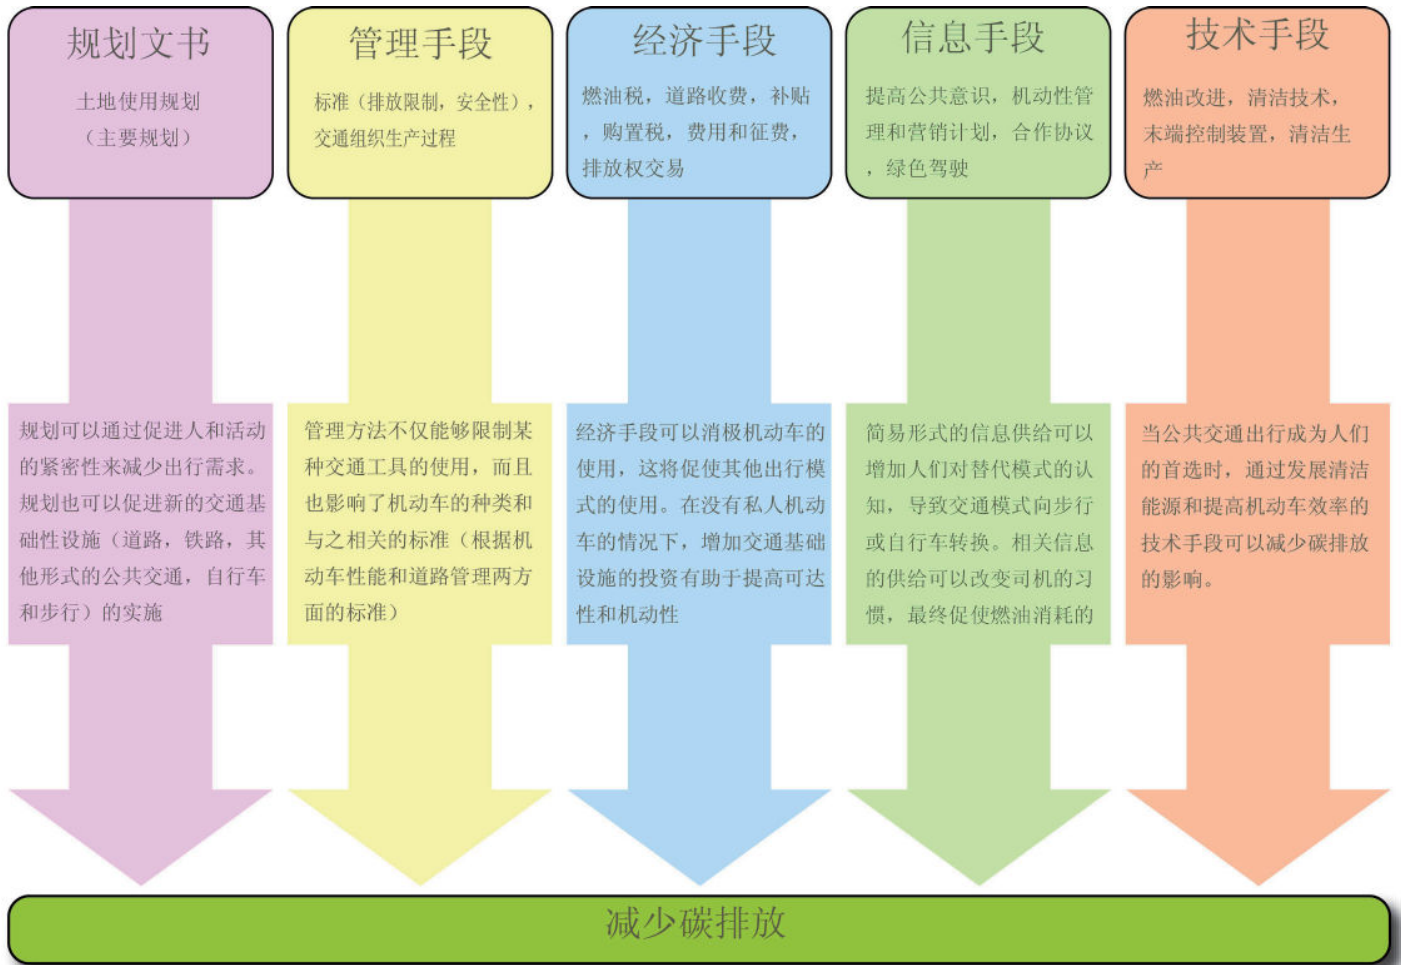 规划文书
土地使用规划
（主要规划）
管理手段
标准（排放限制，安全性），
交通组织生产过程
经济手段
燃油税，道路收费，补贴
，购置税，费用和征费，
排放权交易
信息手段
提高公共意识，机动性管
理和营销计划，合作协议
，绿色驾驶
技术手段
燃油改进，清洁技术，
末端控制装置，清洁生
产
规划可以通过促进人和活动
的紧密性来减少出行需求。
规划也可以促进新的交通基
础性设施（道路，铁路，其
他形式的公共交通，自行车
和步行）的实施
管理方法不仅能够限制某
种交通工具的使用，而且
也影响了机动车的种类和
与之相关的标准（根据机
动车性能和道路管理两方
面的标准）
经济手段可以消极机动车的
使用，这将促使其他出行模
式的使用。在没有私人机动
车的情况下，增加交通基础
设施的投资有助于提高可达
性和机动性
简易形式的信息供给可以
增加人们对替代模式的认
知，导致交通模式向步行
或自行车转换。相关信息
的供给可以改变司机的习
惯，最终促使燃油消耗的
当公共交通出行成为人们
的首选时，通过发展清洁
能源和提高机动车效率的
技术手段可以减少碳排放
的影响。
减少碳排放